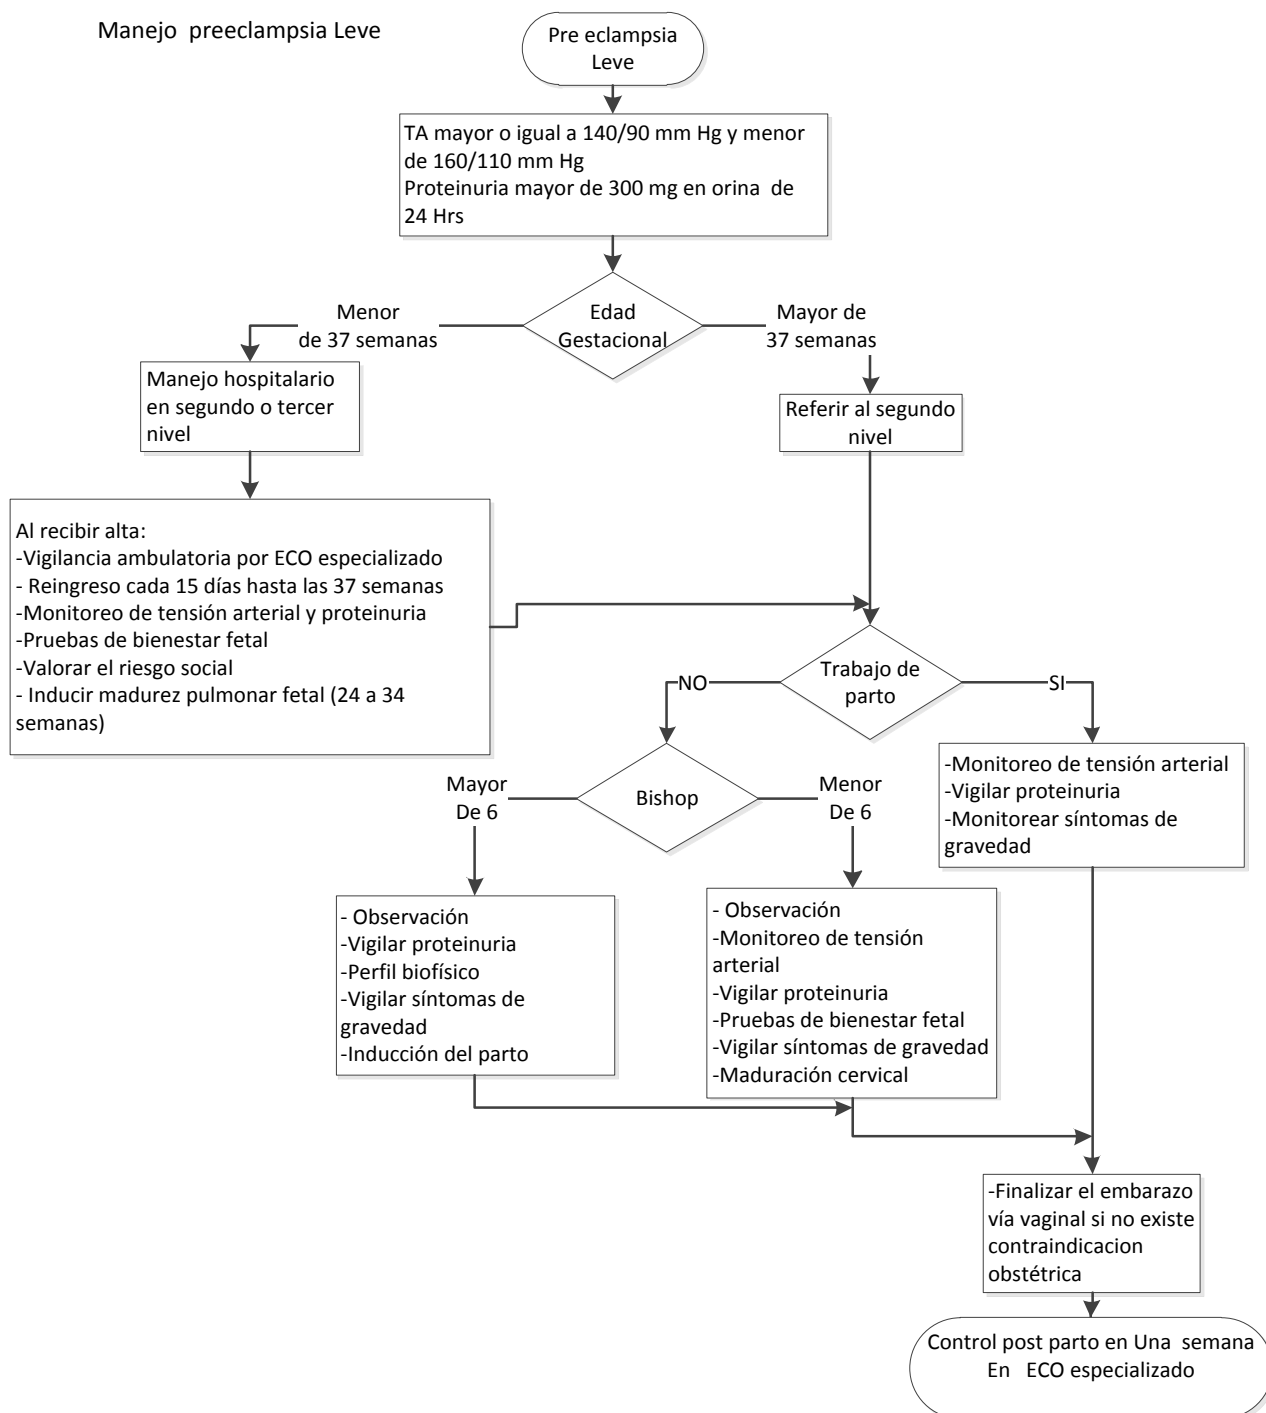 Manejo preeclampsia Leve
Pre eclampsia
Leve
TA mayor o igual a 140/90 mm Hg y menor
de 160/110 mm Hg
Proteinuria mayor de 300 mg en orina de
24 Hrs
Edad
Gestacional
Menor
de 37 semanas
Mayor de
37 semanas
Manejo hospitalario
en segundo o tercer
nivel
Referir al segundo
nivel
Al recibir alta:
-Vigilancia ambulatoria por ECO especializado
- Reingreso cada 15 días hasta las 37 semanas
-Monitoreo de tensión arterial y proteinuria
-Pruebas de bienestar fetal
-Valorar el riesgo social
- Inducir madurez pulmonar fetal (24 a 34
semanas)
Trabajo de
parto
NO
SI
Bishop
Mayor
De 6
Menor
De 6
-Monitoreo de tensión arterial
-Vigilar proteinuria
-Monitorear síntomas de
gravedad
- Observación
-Vigilar proteinuria
-Perfil biofísico
-Vigilar síntomas de
gravedad
-Inducción del parto
- Observación
-Monitoreo de tensión
arterial
-Vigilar proteinuria
-Pruebas de bienestar fetal
-Vigilar síntomas de gravedad
-Maduración cervical
-Finalizar el embarazo
vía vaginal si no existe
contraindicacion
obstétrica
Control post parto en Una semana
En ECO especializado